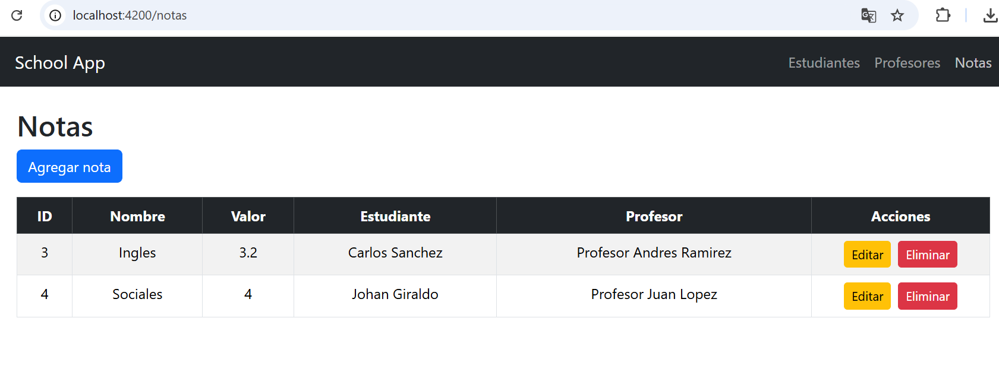 localhost:4200/notas
School App Estudiantes Profesores Notas
Notas
Agregar nota
ID Nombre Valor Estudiante Profesor Acciones
3 Ingles 3.2 Carlos Sanchez Profesor Andres Ramirez Editar Eliminar
4 Sociales 4 Johan Giraldo Profesor Juan Lopez Editar Eliminar